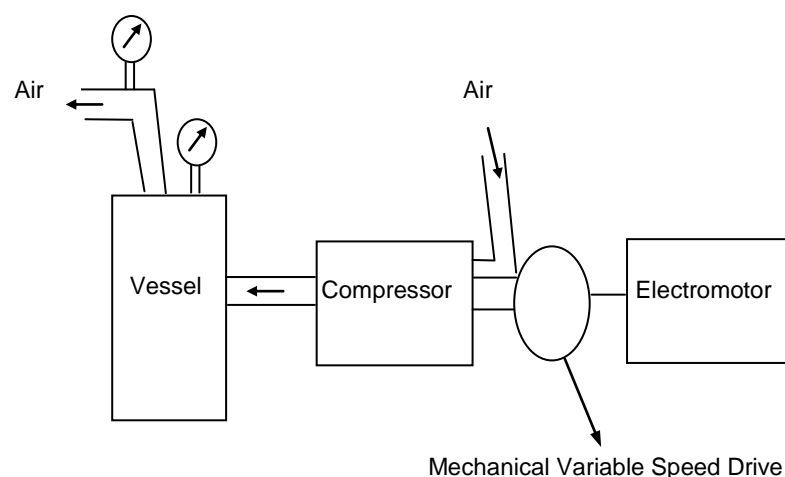 Air
Air
Vessel
Compressor
Electromotor
Mechanical Variable Speed Drive